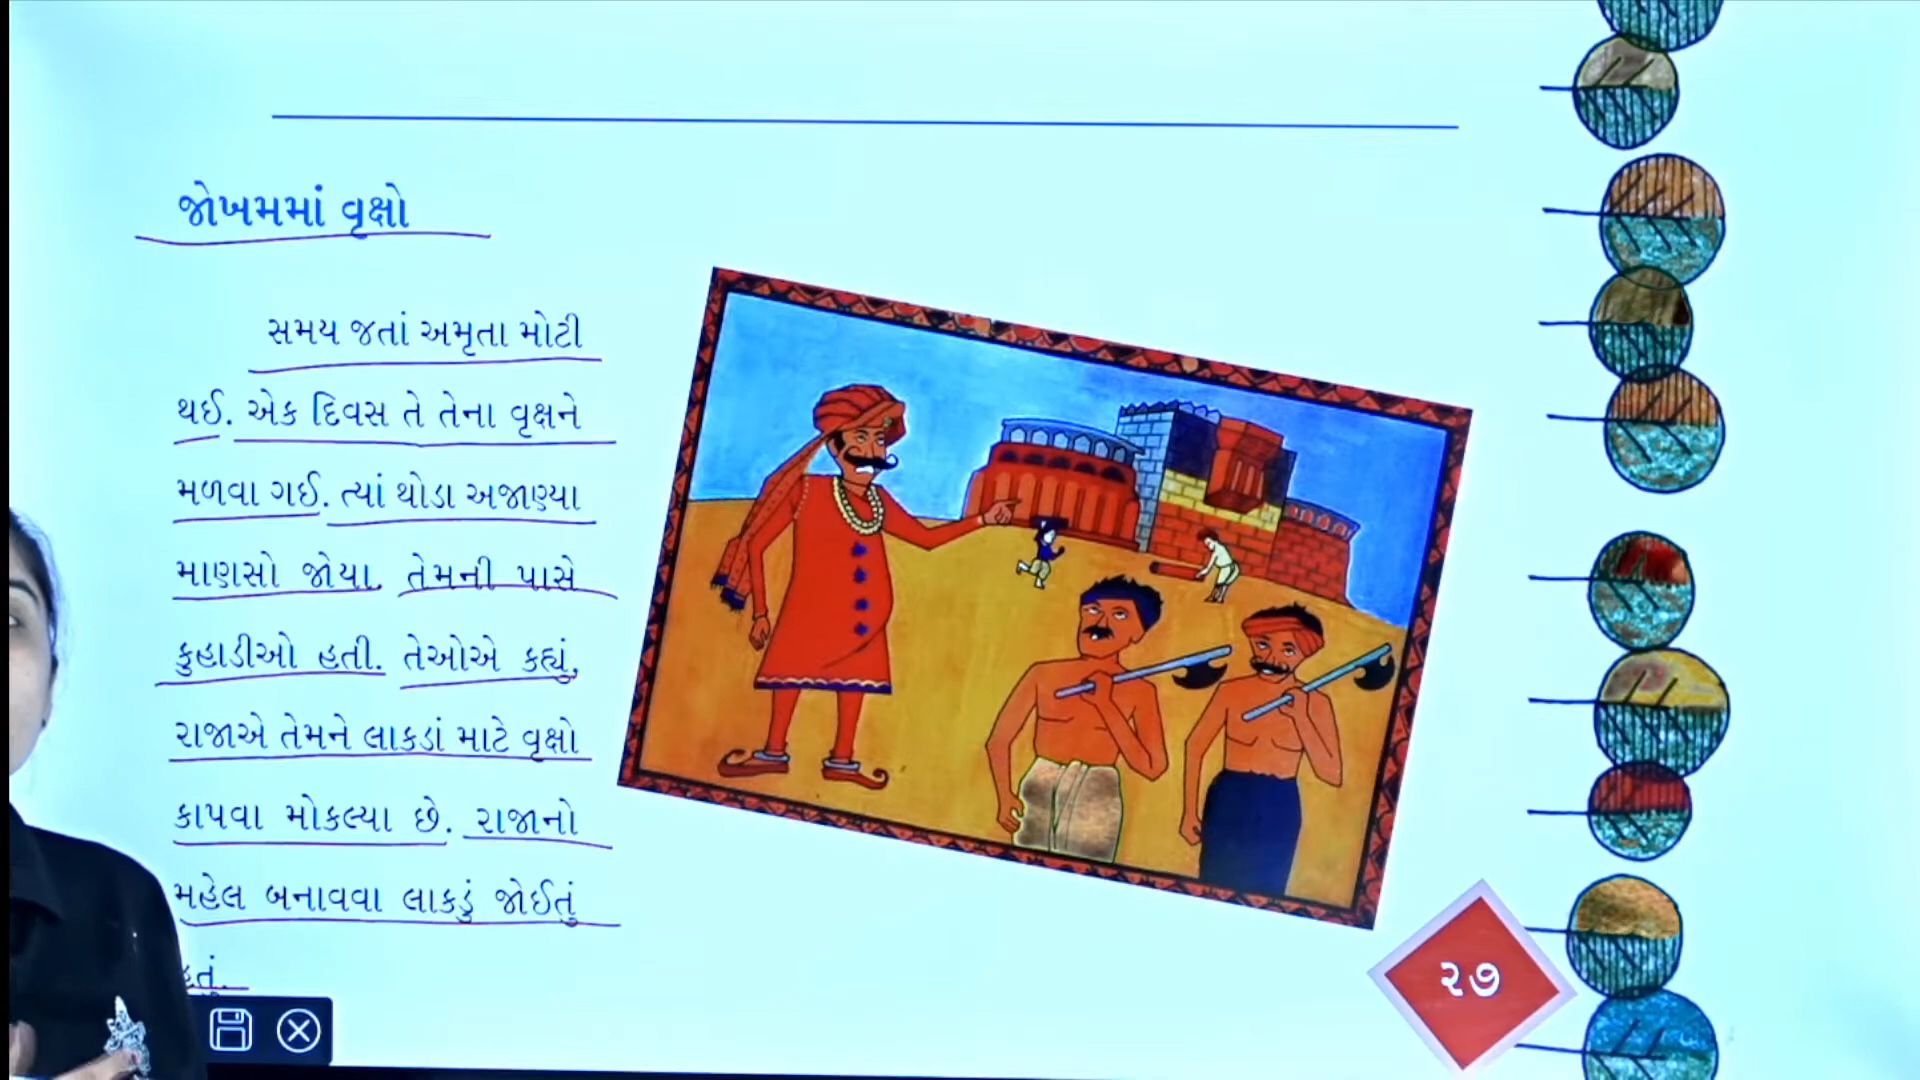 જોખમમાં વૃક્ષો
સમય જતાં અમૃતા મોટી
થઈ. એક દિવસ તે તેના વૃક્ષને
મળવા ગઈ. ત્યાં થોડા અજાણ્યા
માણસો જોયા. તેમની પાસે
કુહાડીઓ હતી. તેઓએ કહ્યું,
રાજાએ તેમને લાકડાં માટે વૃક્ષો
કાપવા મોકલ્યા છે. રાજાનો
મહેલ બનાવવા લાકડું જોઈતું
હતું.
૨૭